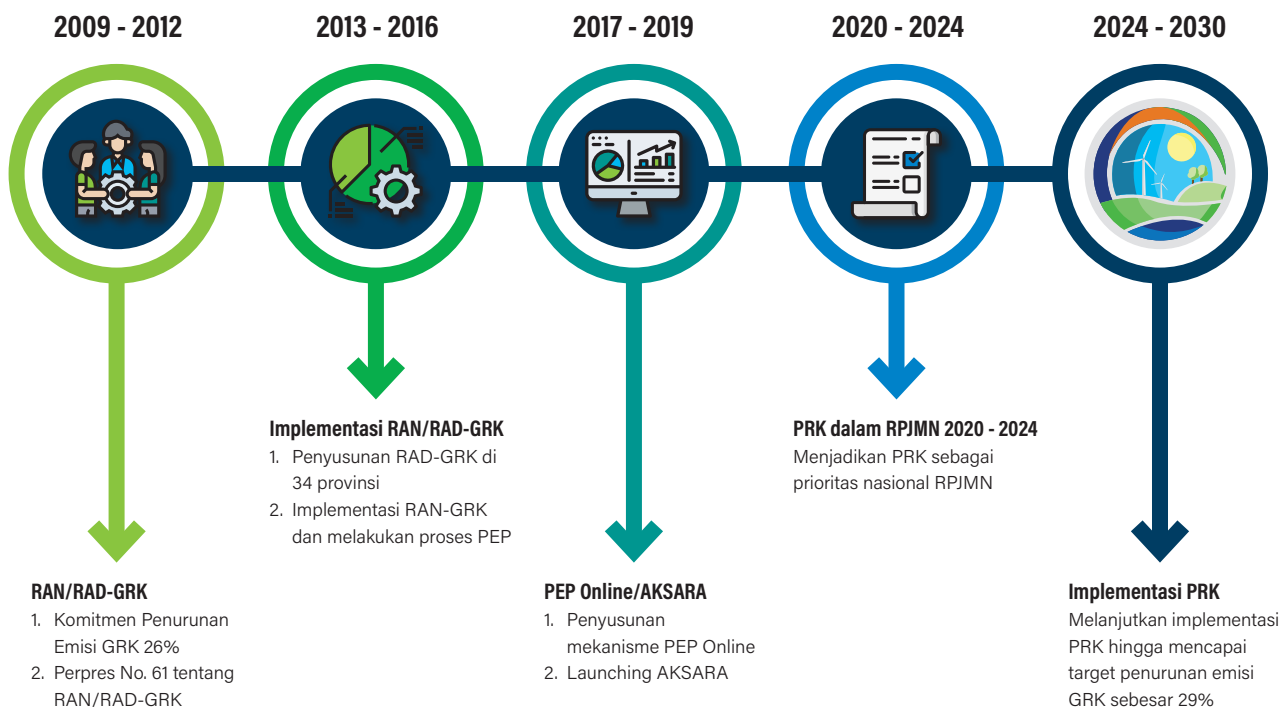 2009 - 2012
2013 - 2016
2017 - 2019
2020 - 2024
2024 - 2030
RAN/RAD-GRK
1. Komitmen Penurunan
Emisi GRK 26%
2. Perpres No. 61 tentang
RAN/RAD-GRK
Implementasi RAN/RAD-GRK
1. Penyusunan RAD-GRK di
34 provinsi
2. Implementasi RAN-GRK
dan melakukan proses PEP
PEP Online/AKSARA
1. Penyusunan
mekanisme PEP Online
2. Launching AKSARA
PRK dalam RPJMN 2020 - 2024
Menjadikan PRK sebagai
prioritas nasional RPJMN
Implementasi PRK
Melanjutkan implementasi
PRK hingga mencapai
target penurunan emisi
GRK sebesar 29%